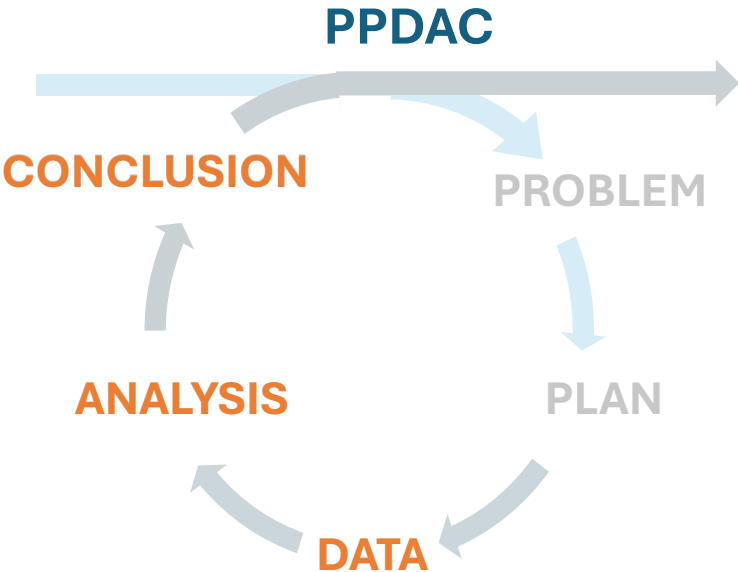 PPDAC
CONCLUSION
PROBLEM
ANALYSIS
PLAN
DATA